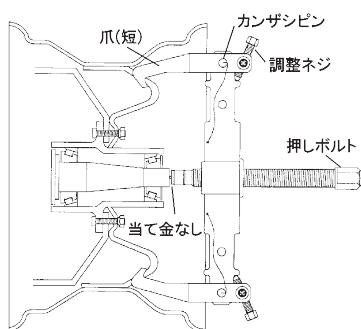 カンザシピン
爪(短)
調整ネジ
押しボルト
当て金なし